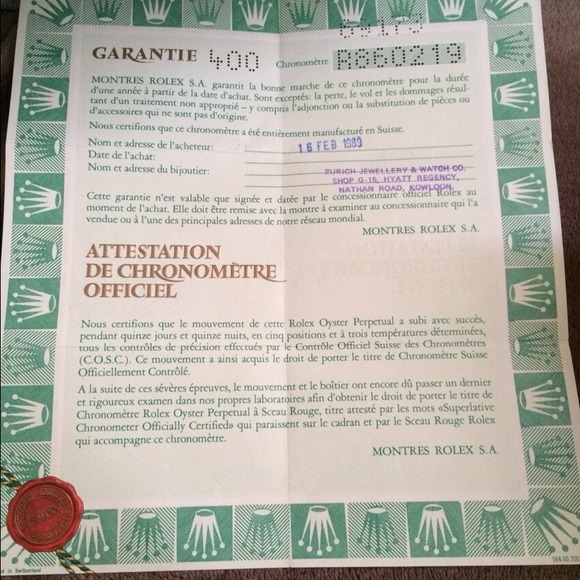 69173
GARANTIE 400 Chronomètre R860219
MONTRES ROLEX S.A. garantit la bonne marche de ce chronomètre pour la durée
d'une année à partir de la date d'achat. Sont exceptés: la perte, le vol et les dommages résul-
tant d'un traitement non approprié – y compris l'adjonction ou la substitution de pièces ou
d'accessoires qui ne sont pas d'origine.
Nous certifions que ce chronomètre a été entièrement manufacturé en Suisse.
Nom et adresse de l'acheteur:
16 FEB 1989
Date de l'achat:
Nom et adresse du bijoutier:
ZURICH JEWELLERY & WATCH CO.
SHOP G-15, HYATT REGENCY,
NATHAN ROAD, KOWLOON.
Cette garantie n'est valable que signée et datée par le concessionnaire officiel Rolex au
moment de l'achat. Elle doit être remise avec la montre à examiner au concessionnaire qui l'a
vendue ou à l'une des principales adresses de notre réseau mondial.
MONTRES ROLEX S.A.
ATTESTATION
DE CHRONOMÈTRE
OFFICIEL
Nous certifions que le mouvement de cette Rolex Oyster Perpetual a subi avec succès,
pendant quinze jours et quinze nuits, en cinq positions et à trois températures déterminées,
tous les contrôles de précision effectués par le Contrôle Officiel Suisse des Chronomètres
(C.O.S.C.). Ce mouvement a ainsi acquis le droit de porter le titre de Chronomètre Suisse
Officiellement Contrôlé.
A la suite de ces sévères épreuves, le mouvement et le boîtier ont encore dû passer un dernier
et rigoureux examen dans nos propres laboratoires afin d'obtenir le droit de porter le titre de
Chronomètre Rolex Oyster Perpetual à Sceau Rouge, titre attesté par les mots «Superlative
Chronometer Officially Certified» qui paraissent sur le cadran et par le Sceau Rouge Rolex
qui accompagne ce chronomètre.
MONTRES ROLEX S.A.
in Switzerland